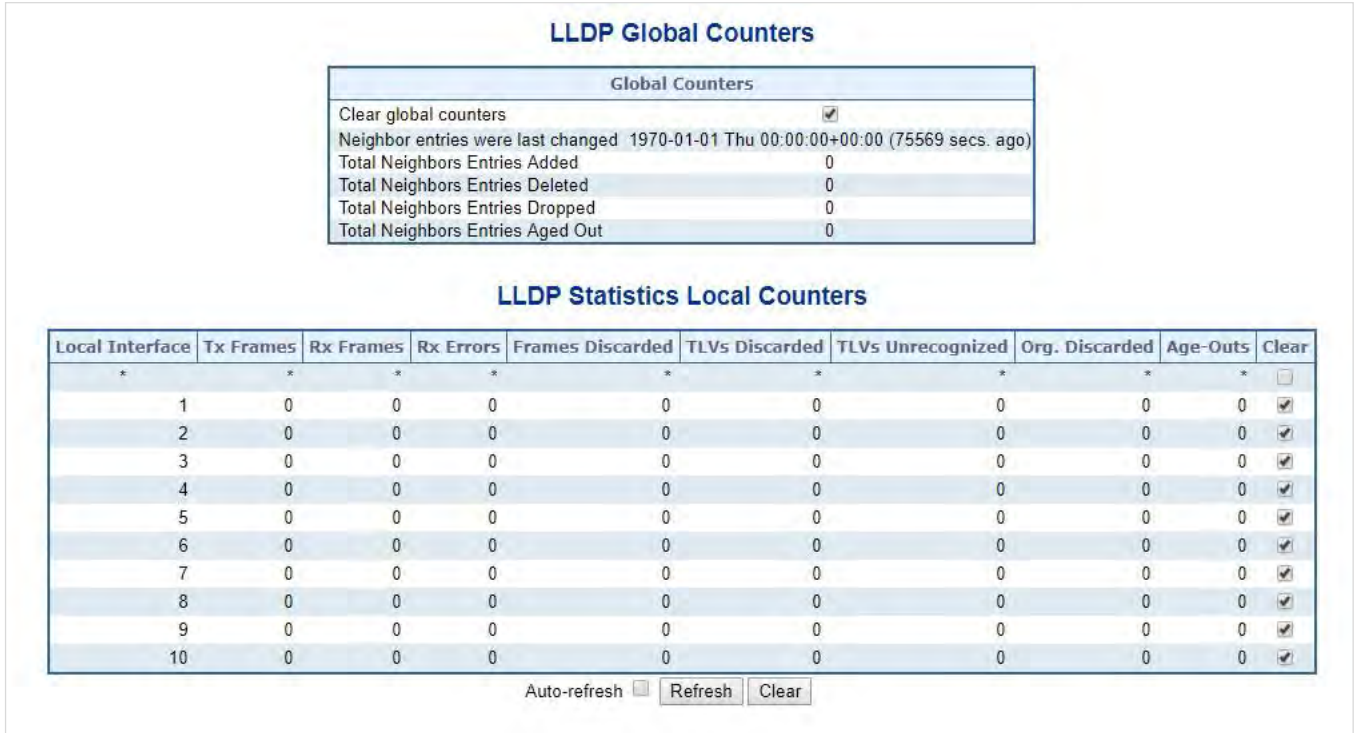 LLDP Global Counters
Global Counters
Clear global counters
Neighbor entries were last changed 1970-01-01 Thu 00:00:00+00:00 (75569 secs. ago)
Total Neighbors Entries Added 0
Total Neighbors Entries Deleted 0
Total Neighbors Entries Dropped 0
Total Neighbors Entries Aged Out 0
LLDP Statistics Local Counters
Local Interface Tx Frames Rx Frames Rx Errors Frames Discarded TLVs Discarded TLVs Unrecognized Org. Discarded Age-Outs Clear
* * * * * * * * *
1 0 0 0 0 0 0 0 0
2 0 0 0 0 0 0 0 0
3 0 0 0 0 0 0 0 0
4 0 0 0 0 0 0 0 0
5 0 0 0 0 0 0 0 0
6 0 0 0 0 0 0 0 0
7 0 0 0 0 0 0 0 0
8 0 0 0 0 0 0 0 0
9 0 0 0 0 0 0 0 0
10 0 0 0 0 0 0 0 0
Auto-refresh Refresh Clear